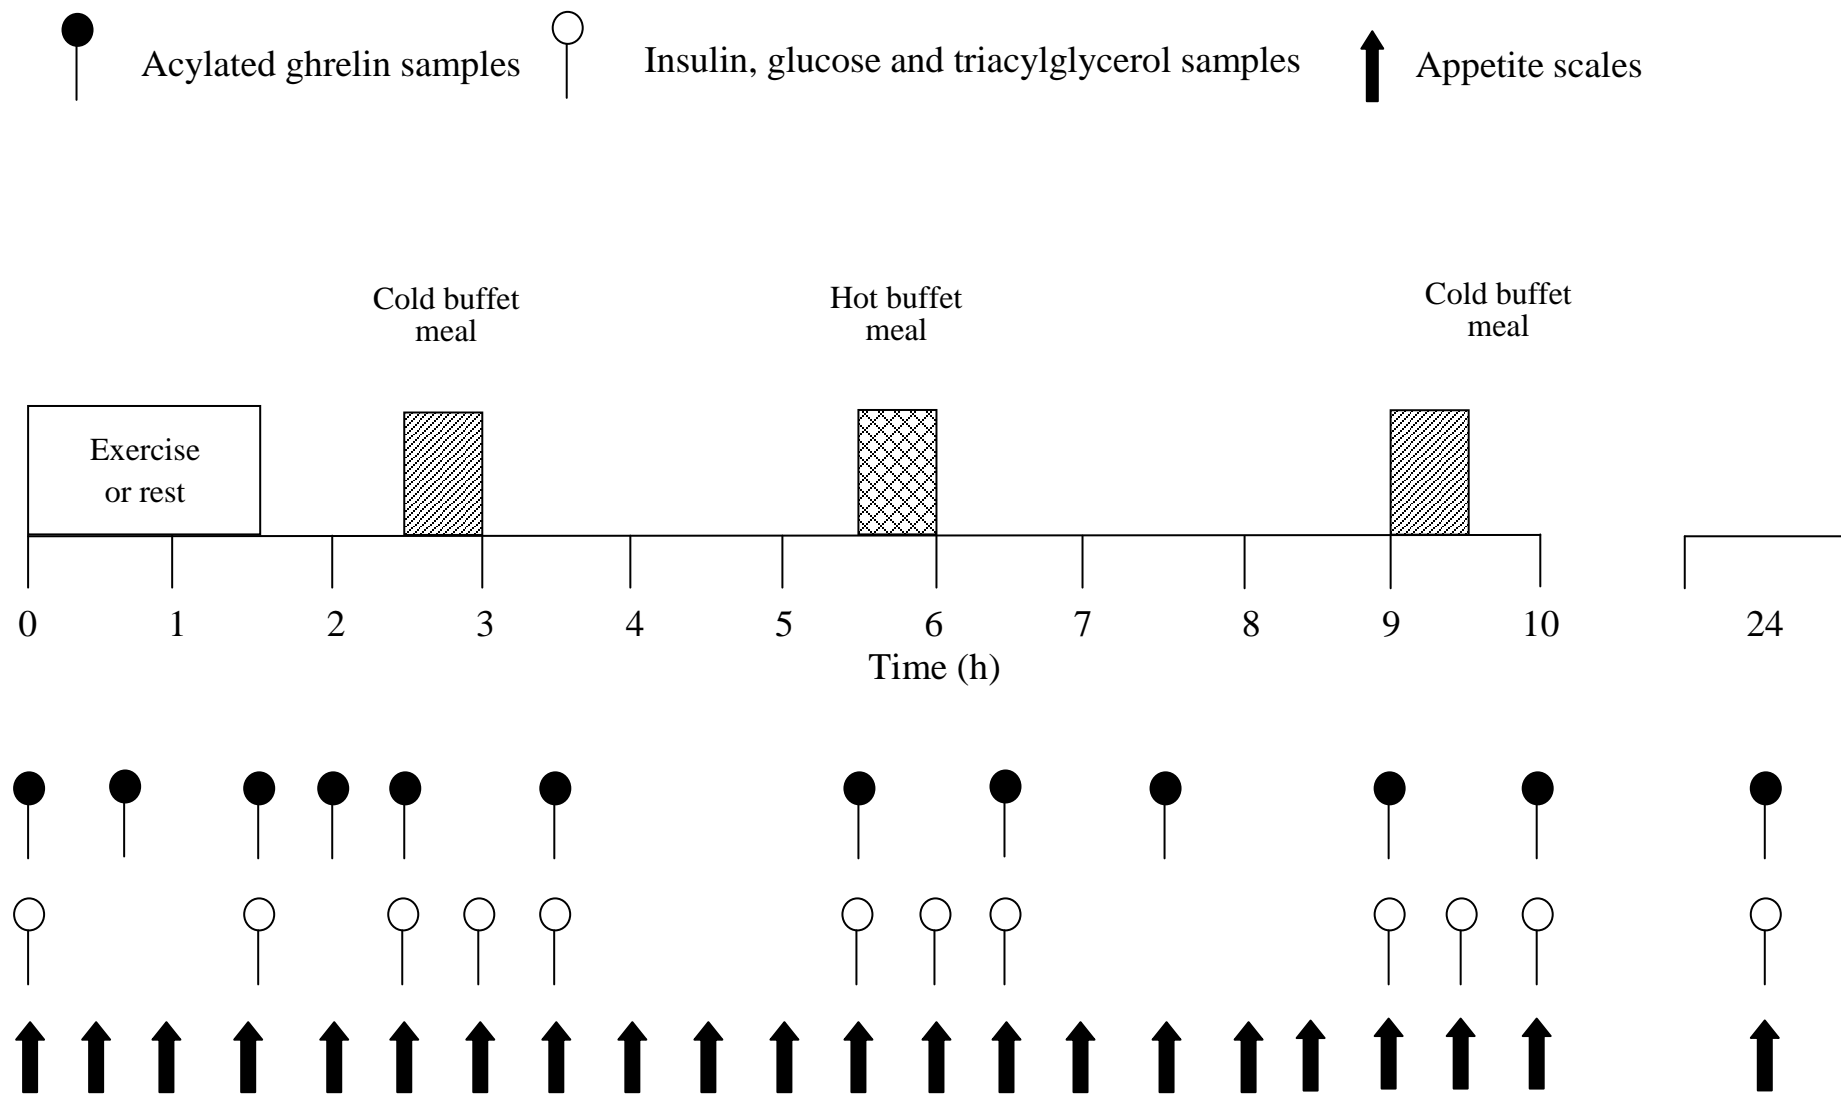 Acylated ghrelin samples
Insulin, glucose and triacylglycerol samples
Appetite scales
Cold buffet
meal
Hot buffet
meal
Cold buffet
meal
Exercise
or rest
0 1 2 3 4 5 6 7 8 9 10 24
Time (h)